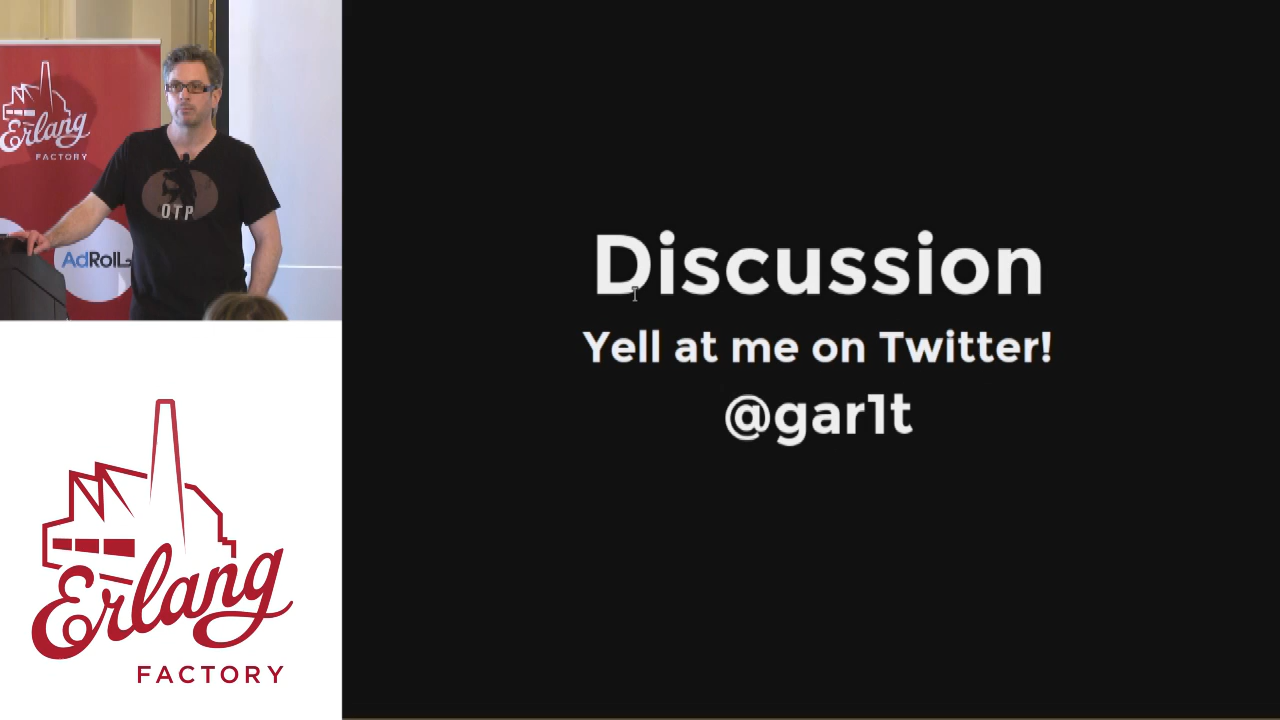 Erlang
FACTORY
OTP
AdRoll
Discussion
Yell at me on Twitter!
@gar1t
Erlang
FACTORY